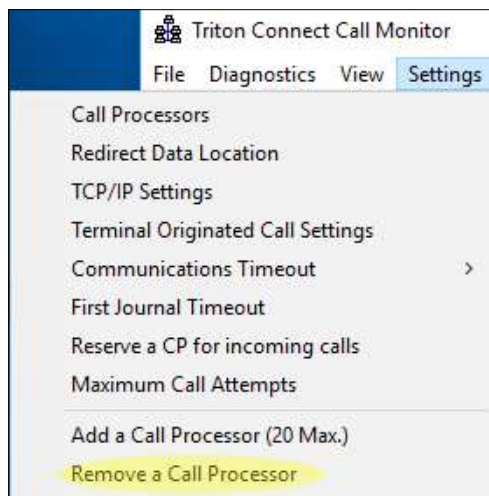 Triton Connect Call Monitor
File Diagnostics View Settings
Call Processors
Redirect Data Location
TCP/IP Settings
Terminal Originated Call Settings
Communications Timeout >
First Journal Timeout
Reserve a CP for incoming calls
Maximum Call Attempts
Add a Call Processor (20 Max.)
Remove a Call Processor